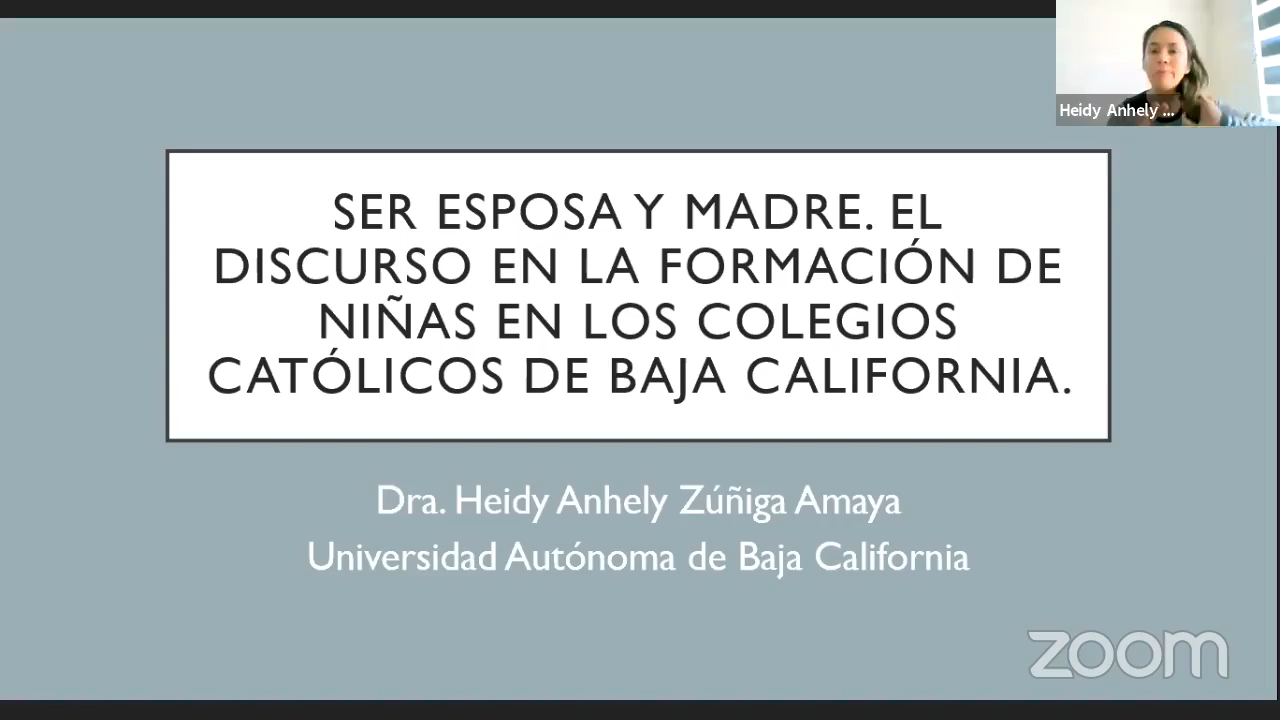 Heidy Anhely ...
SER ESPOSA Y MADRE. EL
DISCURSO EN LA FORMACIÓN DE
NIÑAS EN LOS COLEGIOS
CATÓLICOS DE BAJA CALIFORNIA.
Dra. Heidy Anhely Zúñiga Amaya
Universidad Autónoma de Baja California
zoom